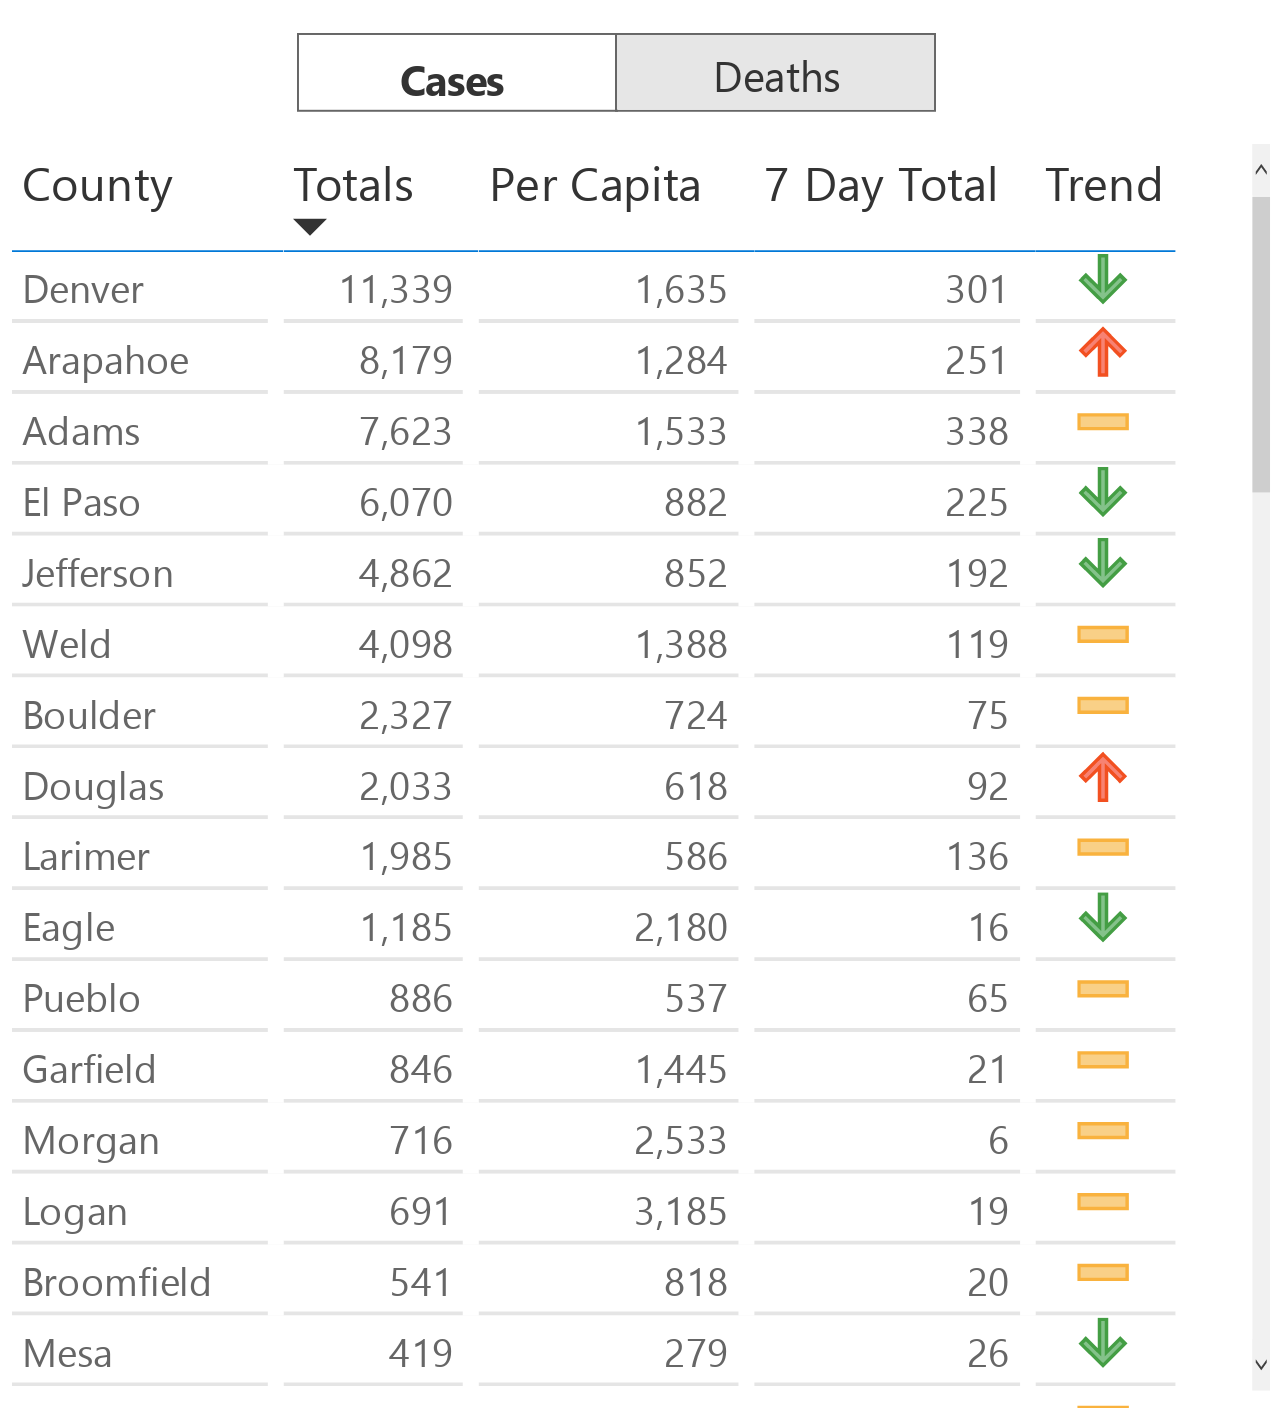 Cases Deaths
County Totals Per Capita 7 Day Total Trend
Denver 11,339 1,635 301
Arapahoe 8,179 1,284 251
Adams 7,623 1,533 338
El Paso 6,070 882 225
Jefferson 4,862 852 192
Weld 4,098 1,388 119
Boulder 2,327 724 75
Douglas 2,033 618 92
Larimer 1,985 586 136
Eagle 1,185 2,180 16
Pueblo 886 537 65
Garfield 846 1,445 21
Morgan 716 2,533 6
Logan 691 3,185 19
Broomfield 541 818 20
Mesa 419 279 26